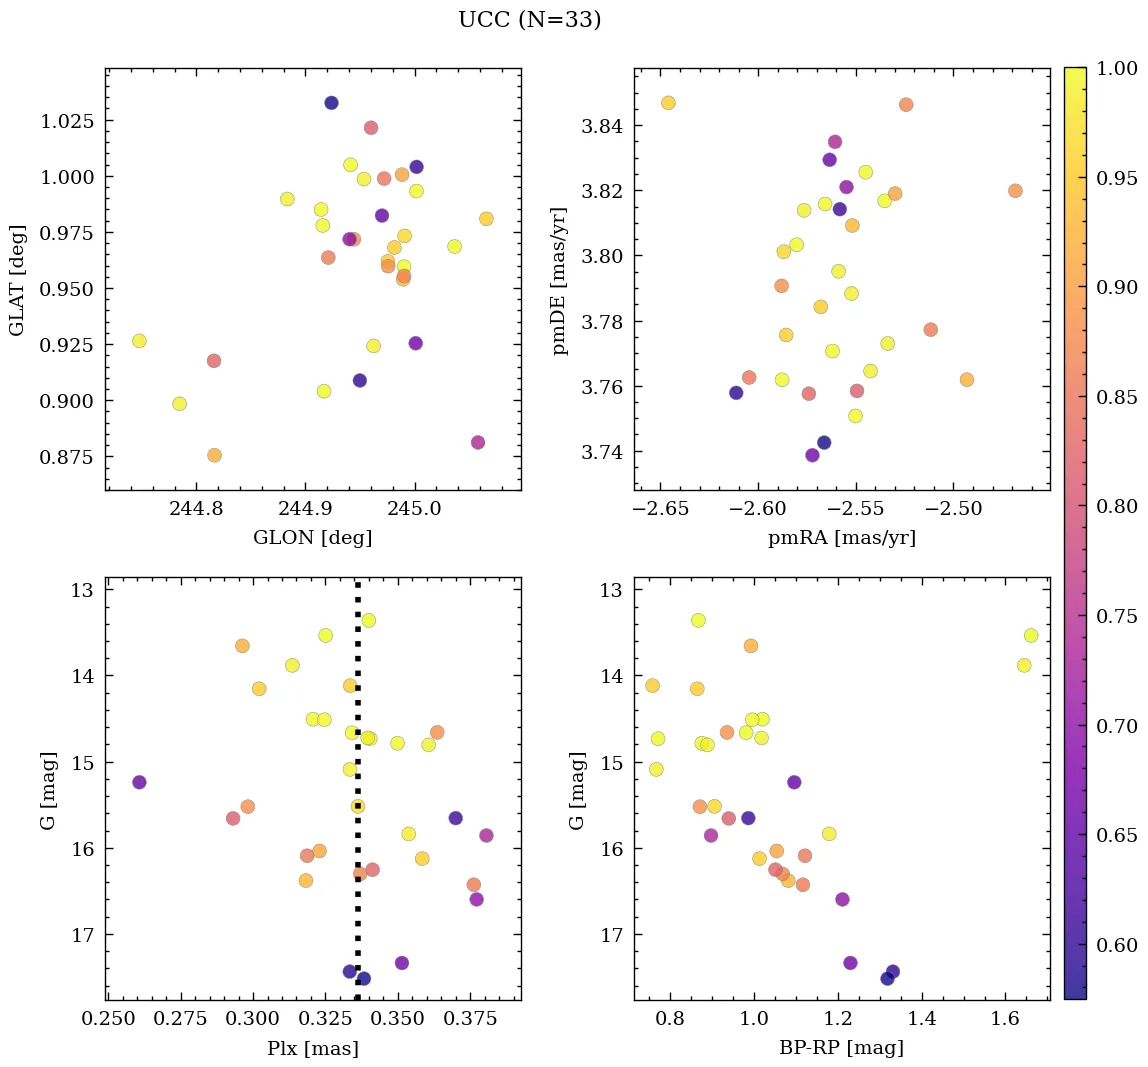 UCC (N=33)
1.025
1.000
0.975
0.950
0.925
0.900
0.875
GLAT [deg]
244.8 244.9 245.0
GLON [deg]
3.84
3.82
3.80
3.78
3.76
3.74
pmDE [mas/yr]
−2.65 −2.60 −2.55 −2.50
pmRA [mas/yr]
13
14
15
16
17
G [mag]
0.250 0.275 0.300 0.325 0.350 0.375
Plx [mas]
13
14
15
16
17
G [mag]
0.8 1.0 1.2 1.4 1.6
BP-RP [mag]
1.00
0.95
0.90
0.85
0.80
0.75
0.70
0.65
0.60